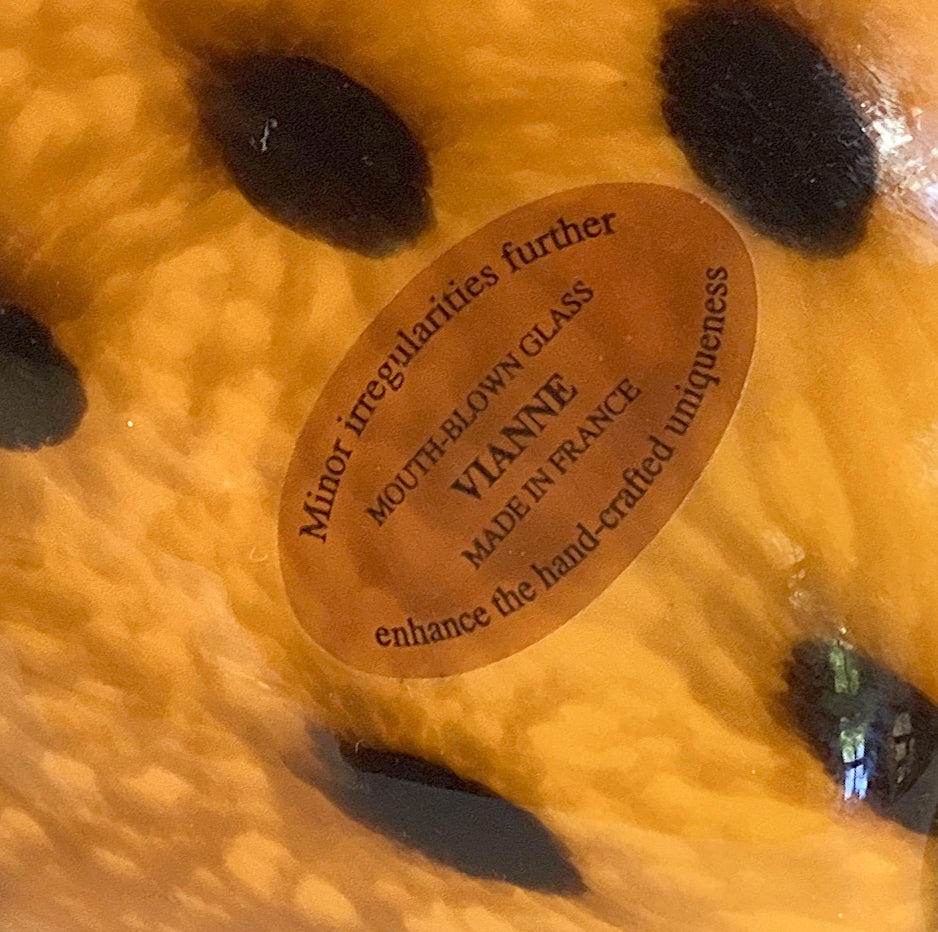 Minor irregularities further
MOUTH-BLOWN GLASS
VIANNE
MADE IN FRANCE
enhance the hand-crafted uniqueness